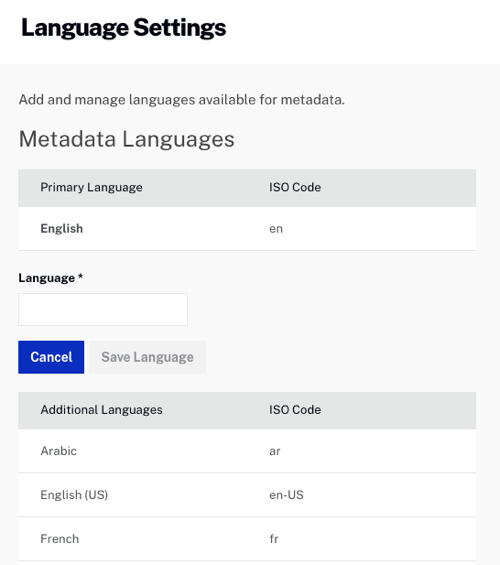 Language Settings
Add and manage languages available for metadata.
Metadata Languages
Primary Language ISO Code
English en
Language *
Cancel Save Language
Additional Languages ISO Code
Arabic ar
English (US) en-US
French fr